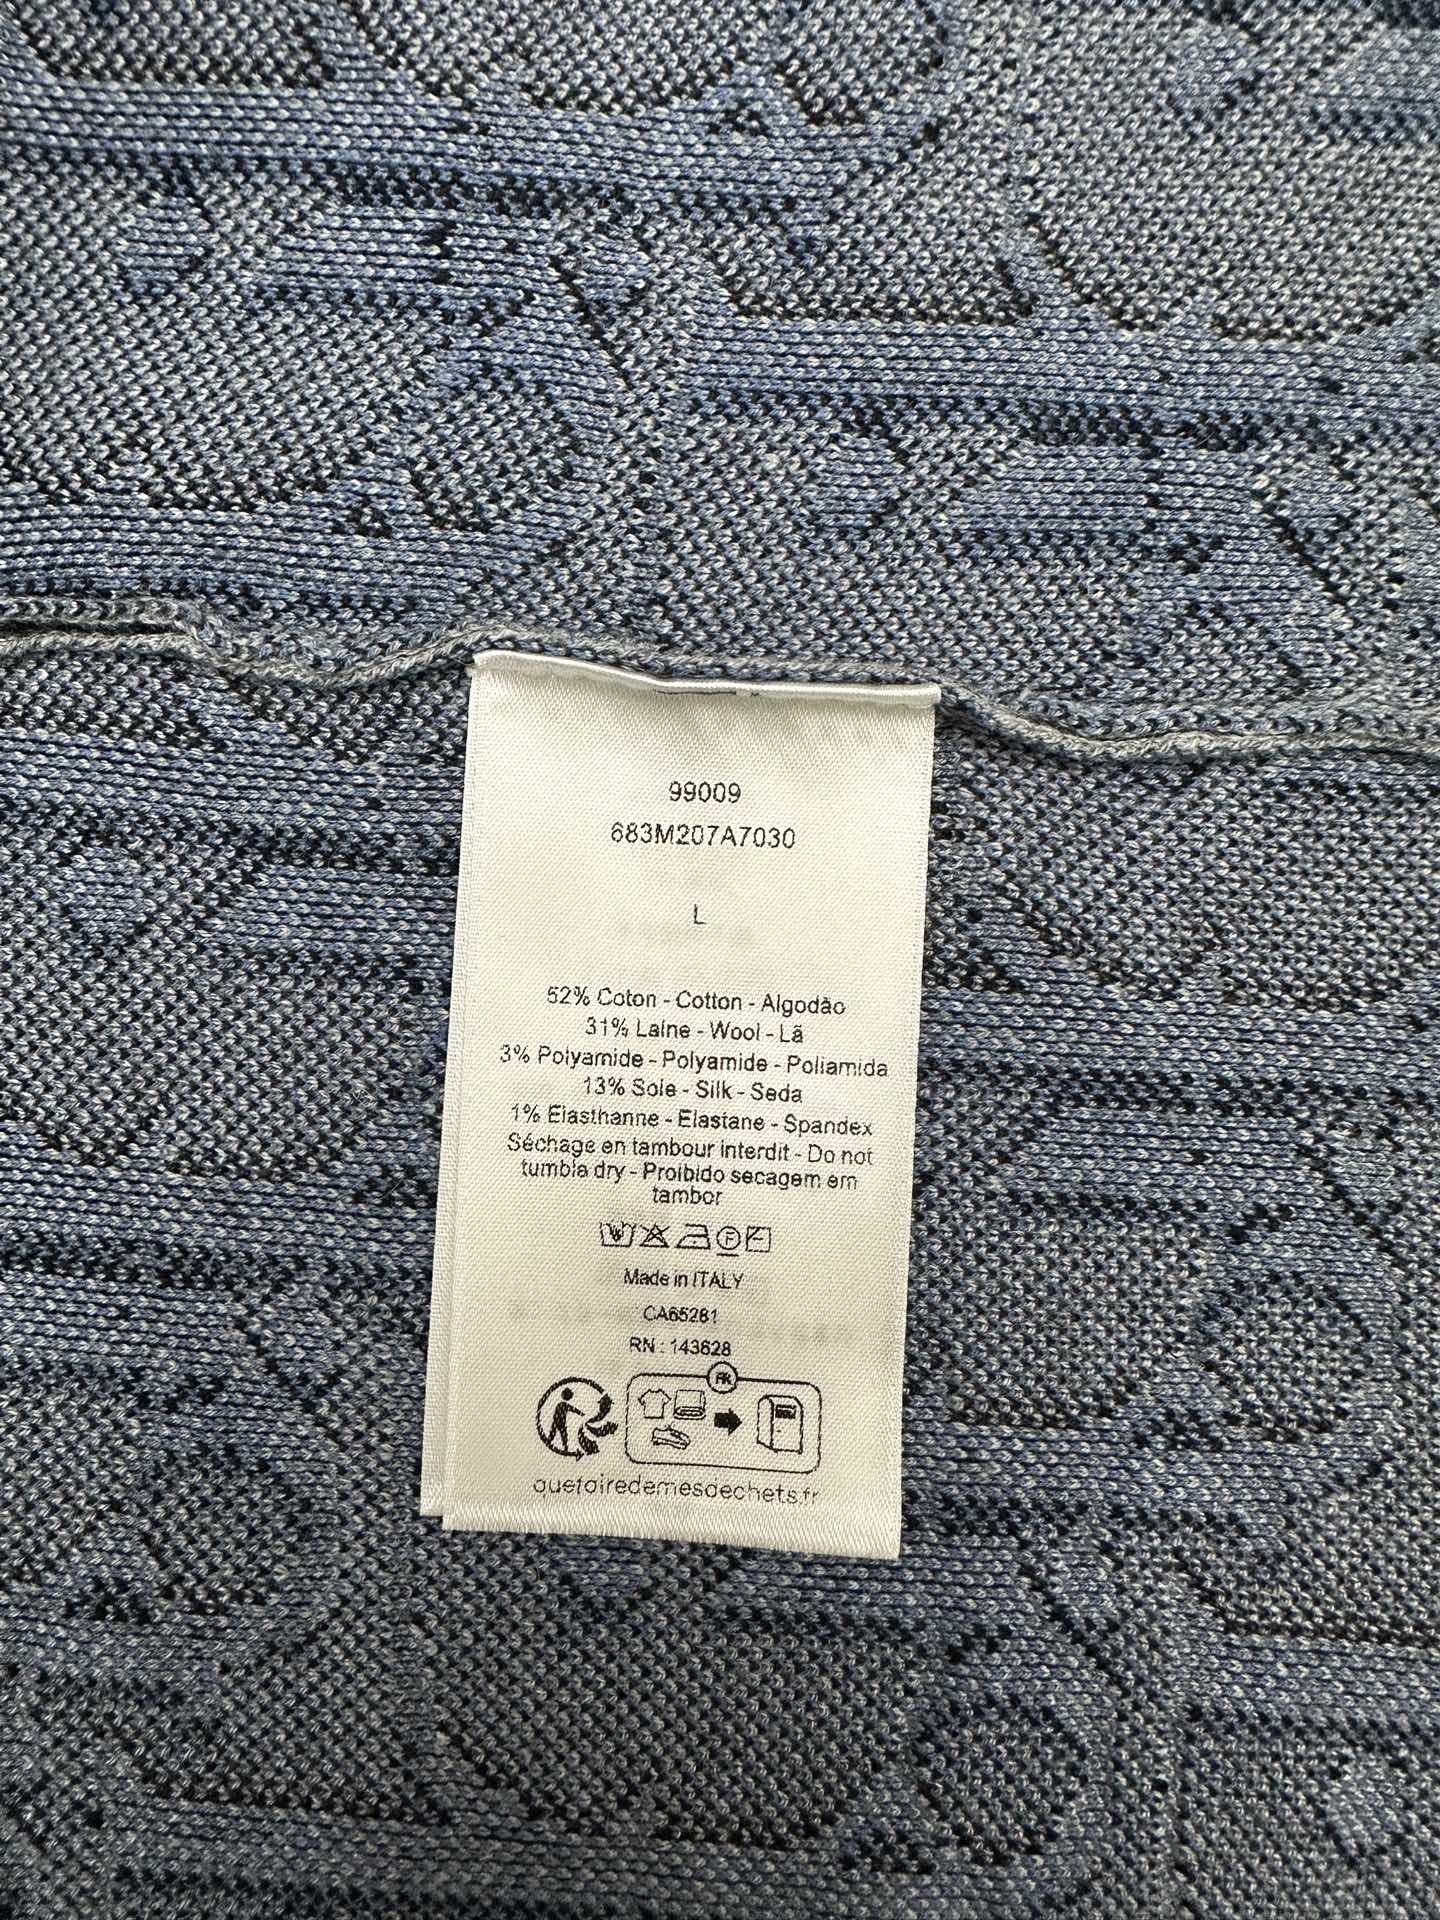 99009
683M207A7030
L
52% Coton - Cotton - Algodão
31% Laine - Wool - Lã
3% Polyamide - Polyamide - Poliamida
13% Soie - Silk - Seda
1% Elasthanne - Elastane - Spandex
Séchage en tambour interdit - Do not
tumble dry - Proibido secagem em
tambor
F
Made in ITALY
CA65281
RN : 143628
FR
quefairedemesdechets.fr